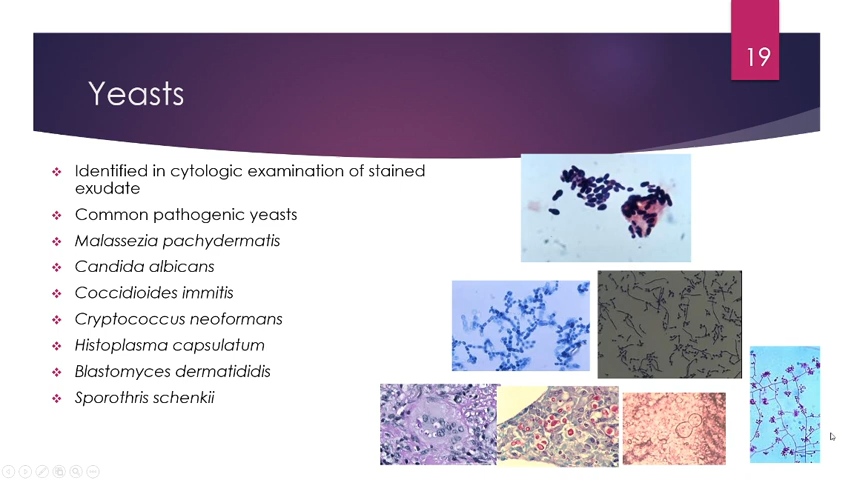 19
Yeasts
Identified in cytologic examination of stained
exudate
Common pathogenic yeasts
Malassezia pachydermatis
Candida albicans
Coccidioides immitis
Cryptococcus neoformans
Histoplasma capsulatum
Blastomyces dermatididis
Sporothris schenkii